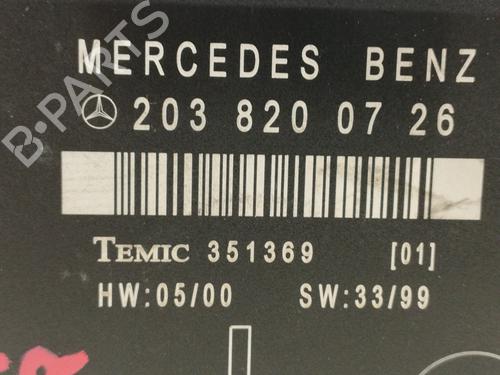 MERCEDES BENZ
203 820 07 26
TEMIC 351369 [01]
HW:05/00 SW:33/99
B-PARTS